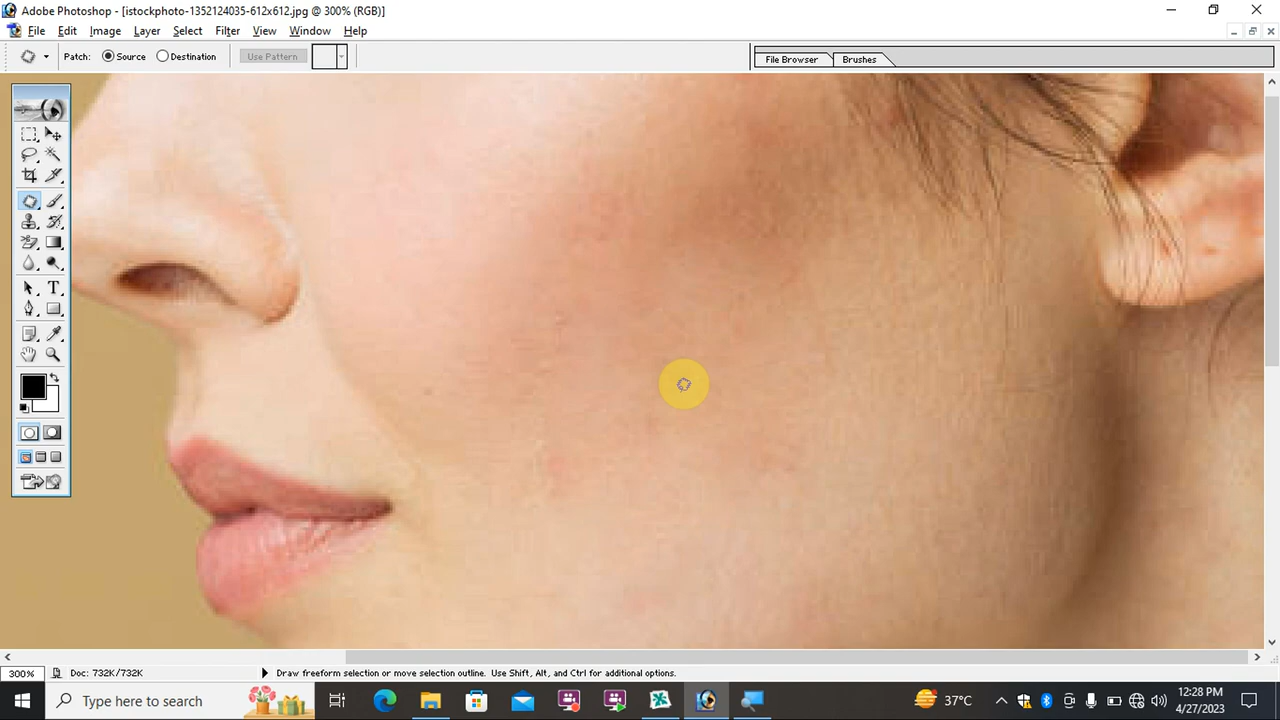 Adobe Photoshop - [istockphoto-1352124035-612x612.jpg @ 300% (RGB)]
File Edit Image Layer Select Filter View Window Help
Patch: Source Destination Use Pattern File Browser Brushes
T
300% Doc: 732K/732K Draw freeform selection or move selection outline. Use Shift, Alt, and Ctrl for additional options.
Type here to search 37°C 12:28 PM
4/27/2023